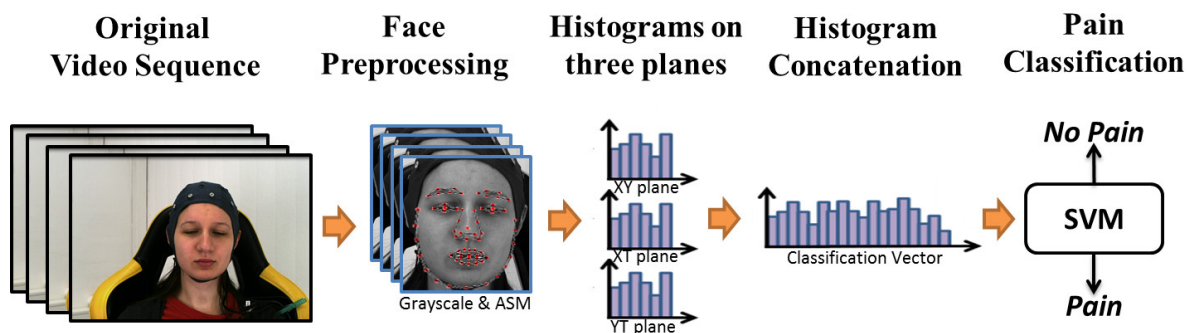 Original
Video Sequence
Face
Preprocessing
Histograms on
three planes
Histogram
Concatenation
Pain
Classification
Grayscale & ASM
XY plane
XT plane
YT plane
Classification Vector
No Pain
SVM
Pain